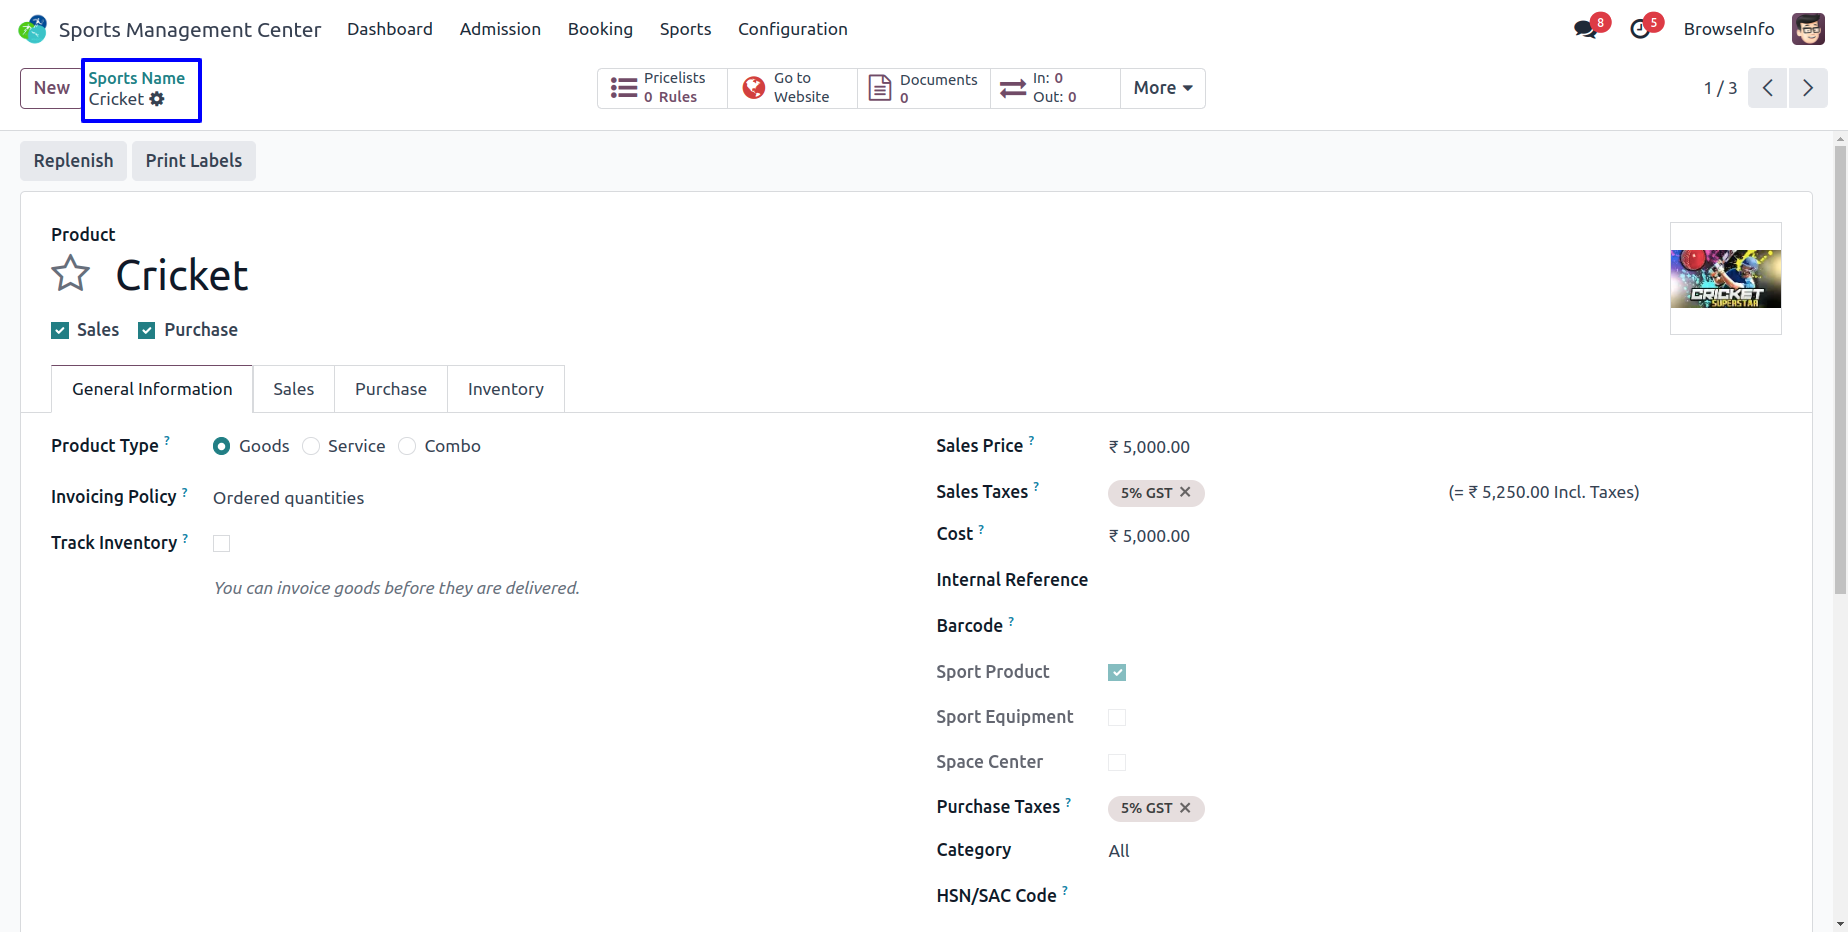 Sports Management Center Dashboard Admission Booking Sports Configuration 8 5 BrowseInfo
New Sports Name
Cricket
Pricelists
0 Rules
Go to
Website
Documents
0
In: 0
Out: 0
More
1 / 3
Replenish Print Labels
Product
Cricket
Sales Purchase
CRICKET
SUPERSTAR
General Information Sales Purchase Inventory
Product Type ? Goods Service Combo
Invoicing Policy ? Ordered quantities
Track Inventory ?
You can invoice goods before they are delivered.
Sales Price ? ₹ 5,000.00
Sales Taxes ? 5% GST ✕ (= ₹ 5,250.00 Incl. Taxes)
Cost ? ₹ 5,000.00
Internal Reference
Barcode ?
Sport Product
Sport Equipment
Space Center
Purchase Taxes ? 5% GST ✕
Category All
HSN/SAC Code ?